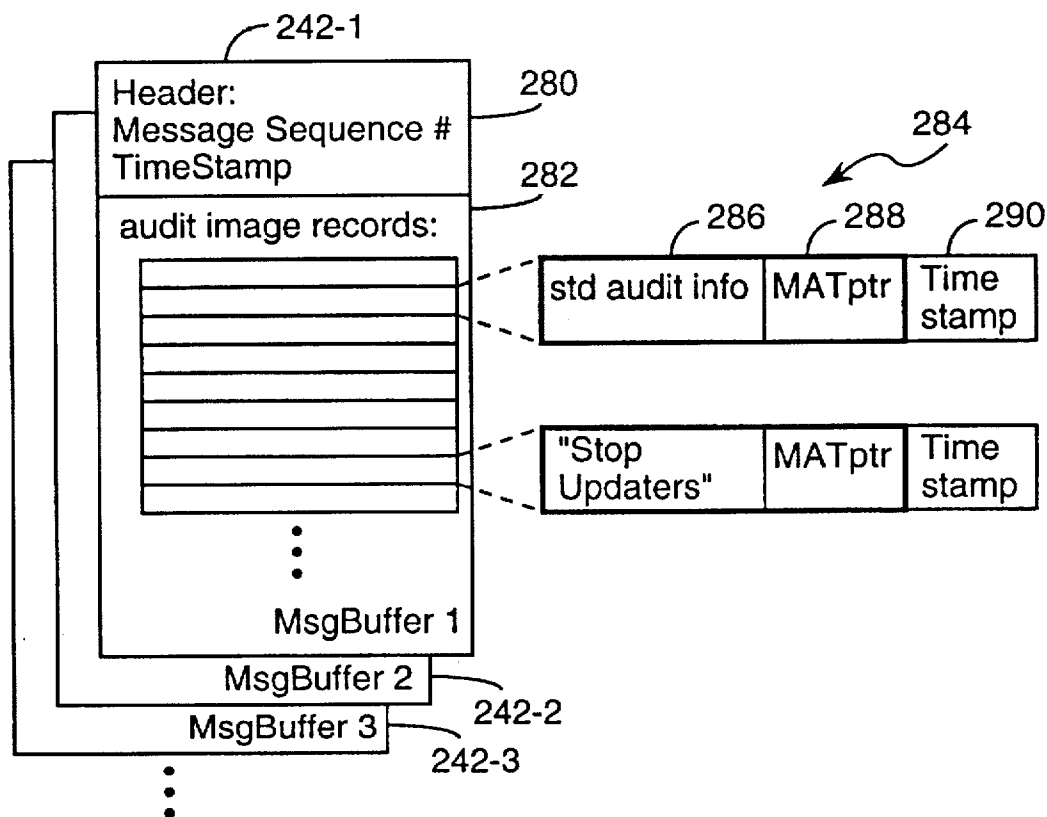 242-1
Header:
Message Sequence #
TimeStamp
280
282
audit image records:
284
286
288
290
std audit info
MATptr
Time
stamp
"Stop
Updaters"
MATptr
Time
stamp
MsgBuffer 1
MsgBuffer 2
242-2
MsgBuffer 3
242-3